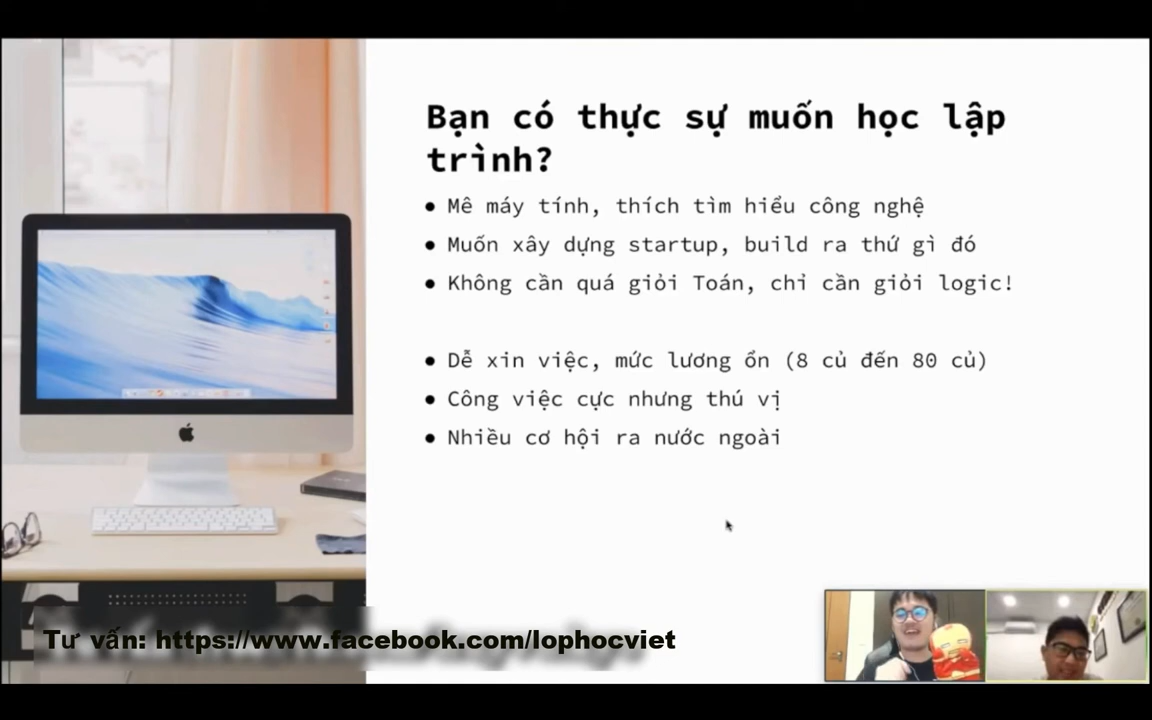 Bạn có thực sự muốn học lập
trình?
● Mê máy tính, thích tìm hiểu công nghệ
● Muốn xây dựng startup, build ra thứ gì đó
● Không cần quá giỏi Toán, chỉ cần giỏi logic!
● Dễ xin việc, mức lương ổn (8 củ đến 80 củ)
● Công việc cực nhưng thú vị
● Nhiều cơ hội ra nước ngoài
Tư vấn: https://www.facebook.com/lophocviet